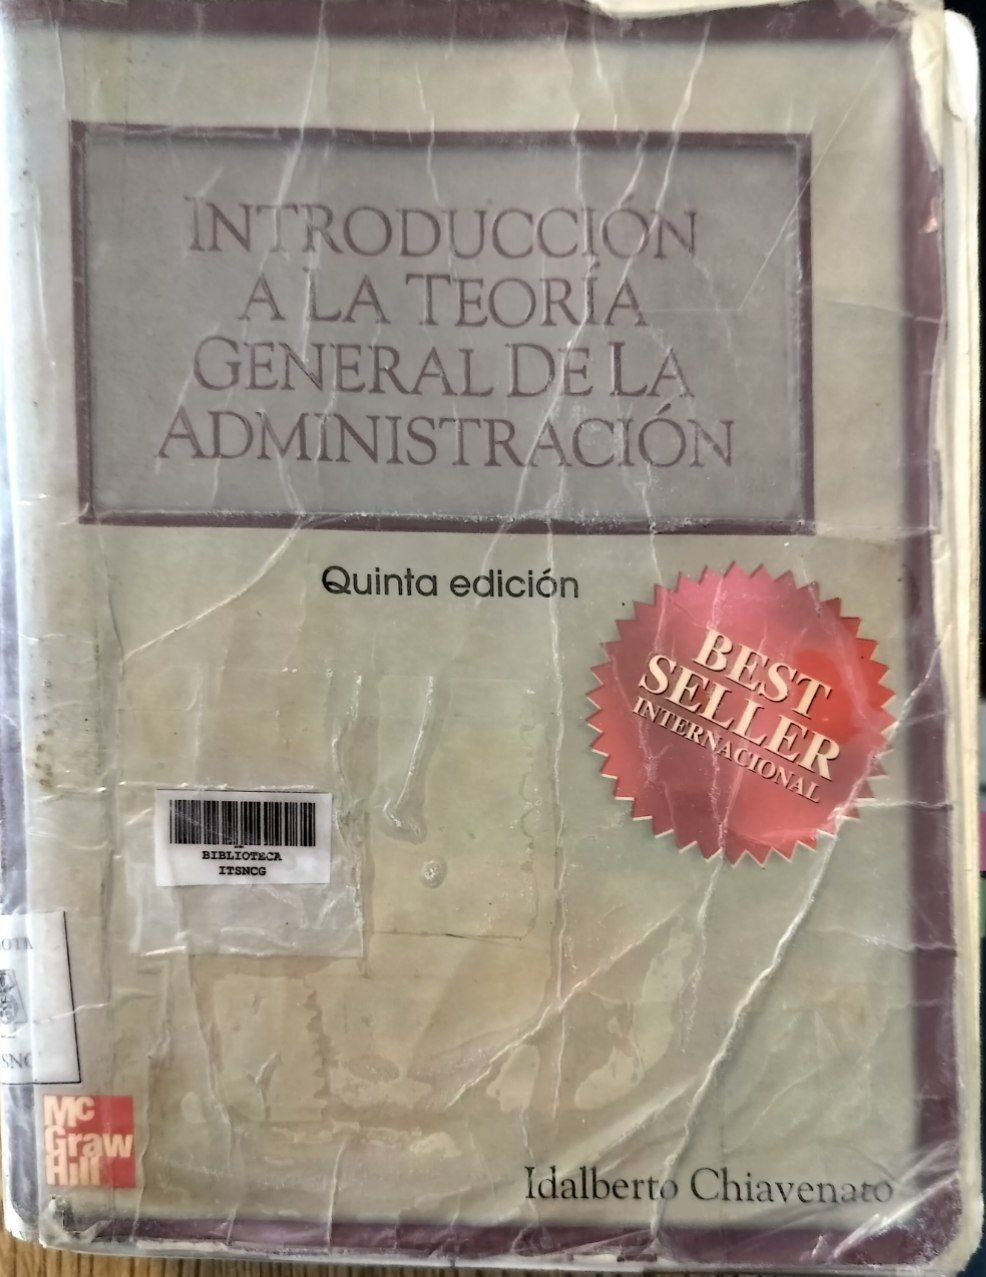 INTRODUCCIÓN
A LA TEORÍA
GENERAL DE LA
ADMINISTRACIÓN
Quinta edición
BEST
SELLER
INTERNACIONAL
BIBLIOTECA
ITSNCG
Mc
Graw
Hill
Idalberto Chiavenato